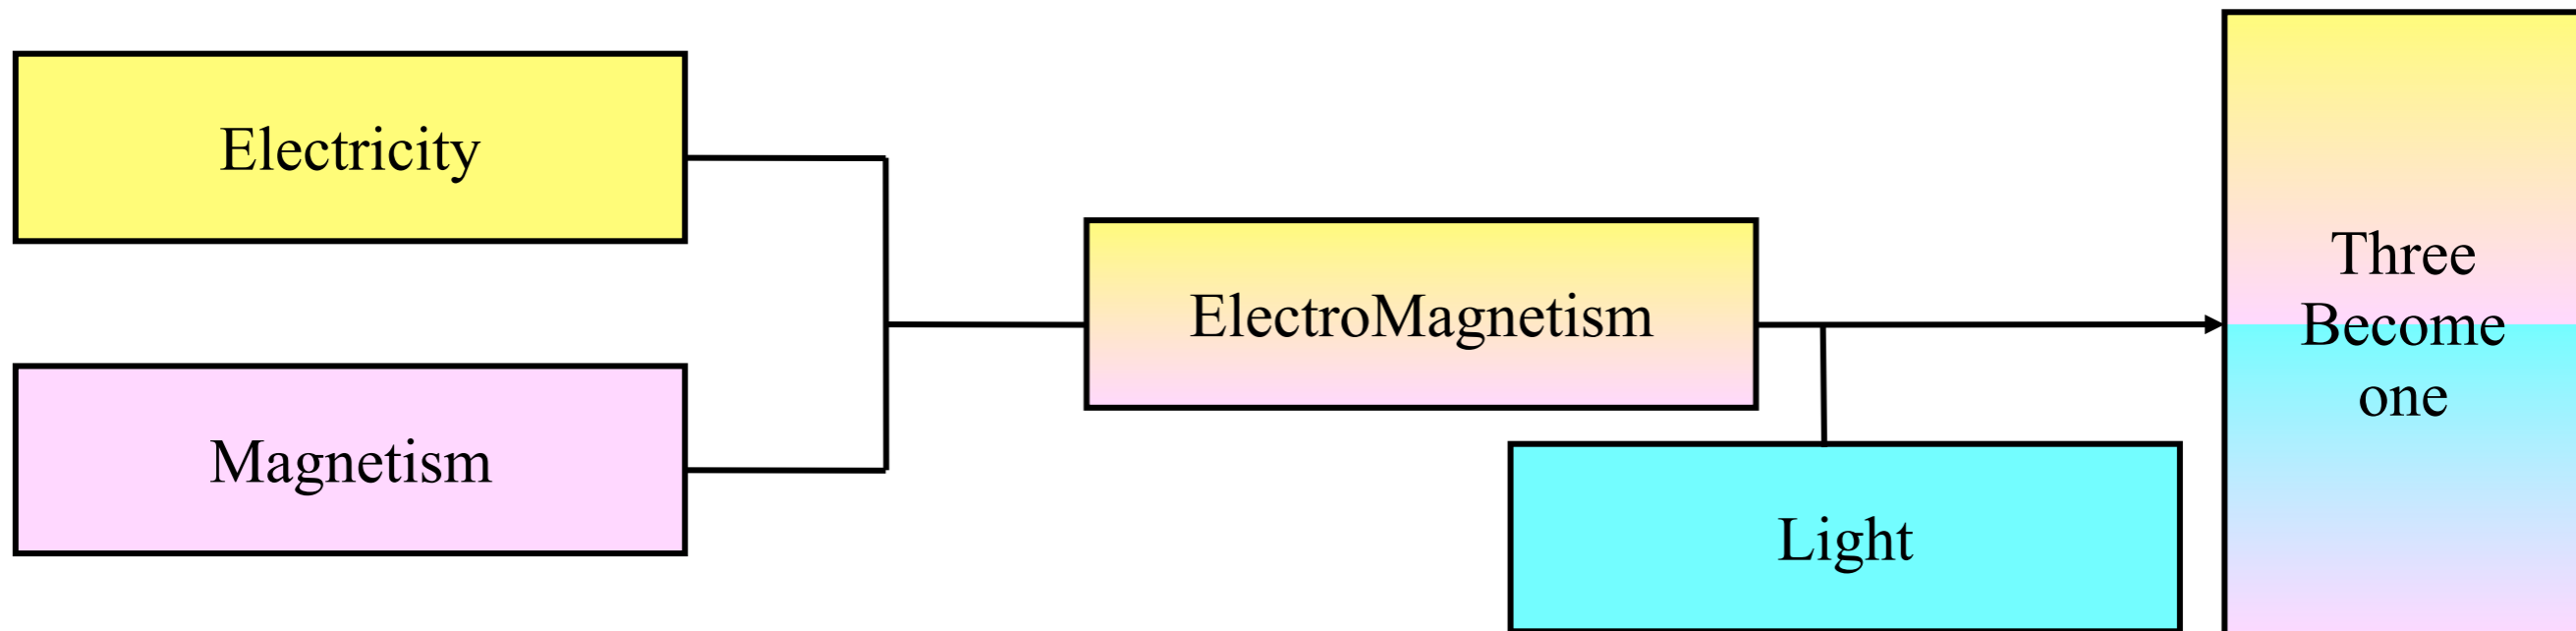 Electricity
Magnetism
ElectroMagnetism
Light
Three
Become
one